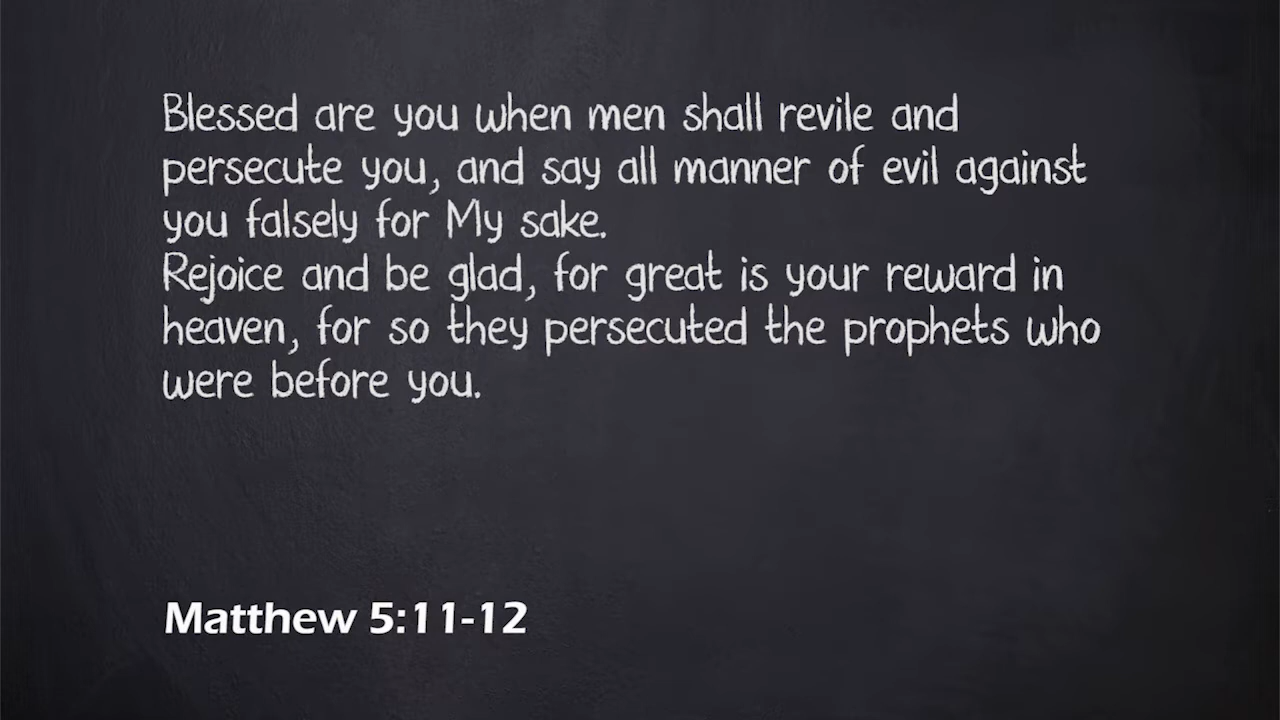 Blessed are you when men shall revile and
persecute you, and say all manner of evil against
you falsely for My sake.
Rejoice and be glad, for great is your reward in
heaven, for so they persecuted the prophets who
were before you.
Matthew 5:11-12